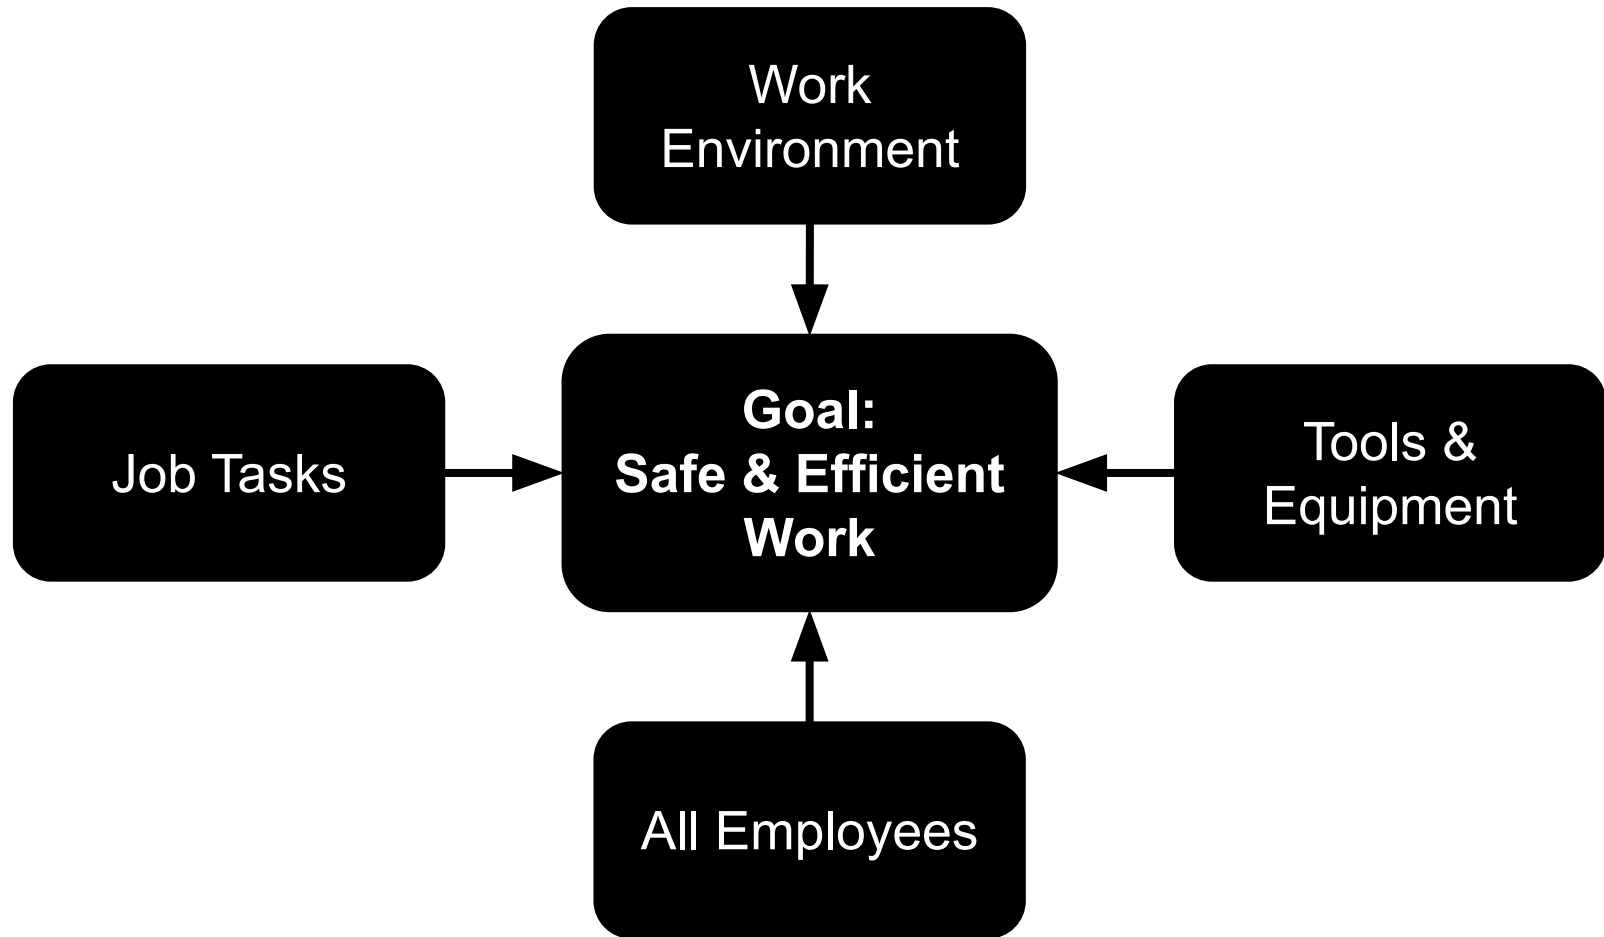 Work
Environment
Job Tasks
Goal:
Safe & Efficient
Work
Tools &
Equipment
All Employees